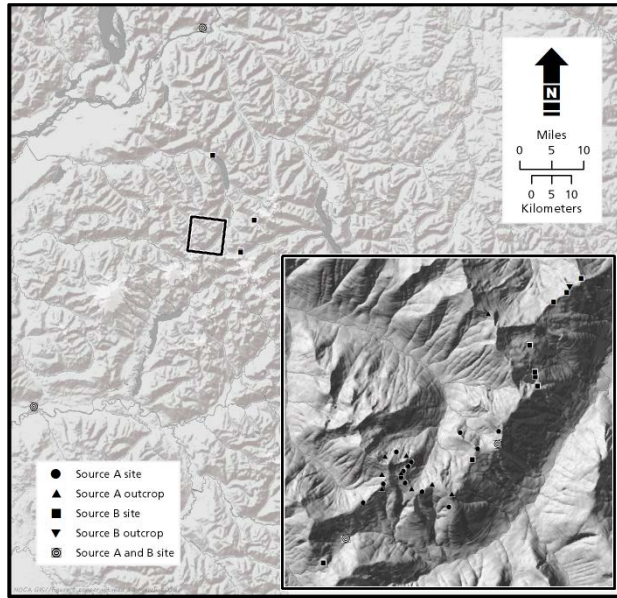 N
Miles
0 5 10
0 5 10
Kilometers
Source A site
Source A outcrop
Source B site
Source B outcrop
Source A and B site